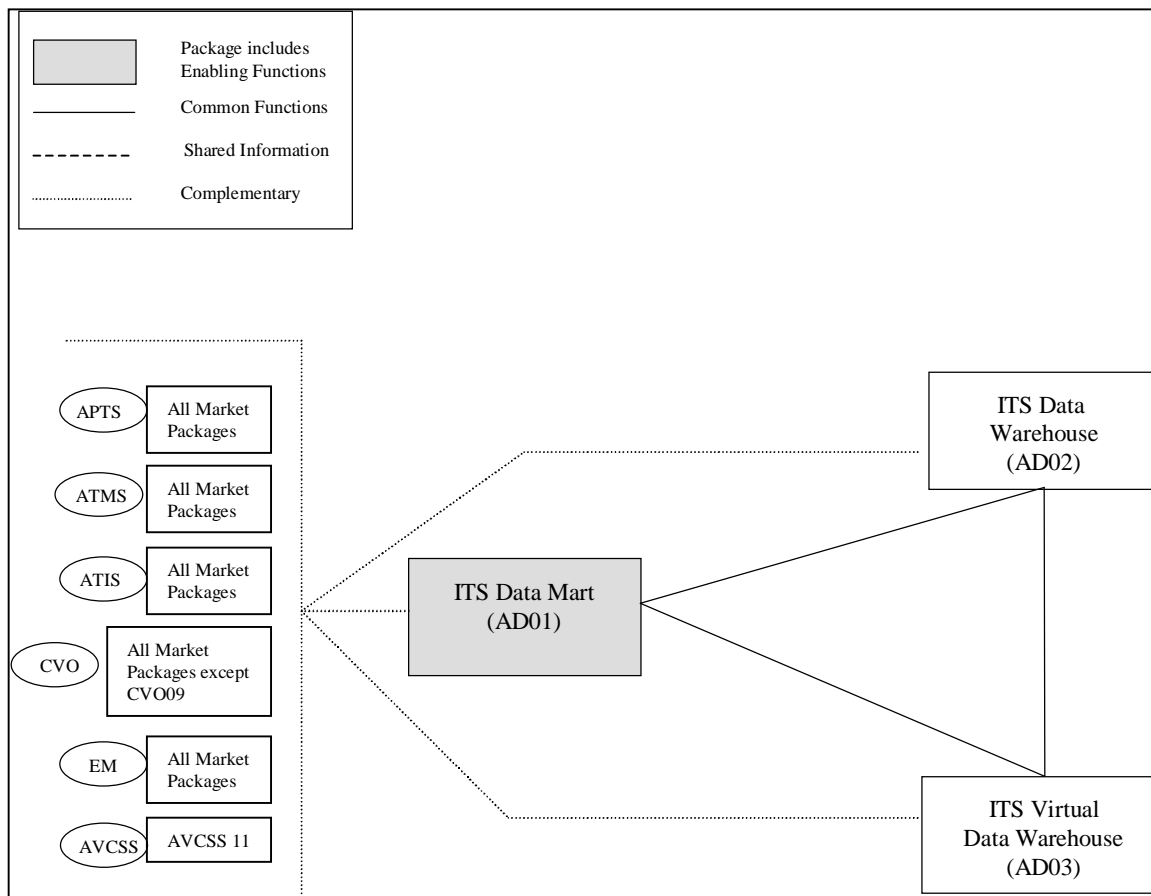 Package includes
Enabling Functions
Common Functions
Shared Information
Complementary
APTS
All Market
Packages
ATMS
All Market
Packages
ATIS
All Market
Packages
CVO
All Market
Packages except
CVO09
EM
All Market
Packages
AVCSS
AVCSS 11
ITS Data Mart
(AD01)
ITS Data
Warehouse
(AD02)
ITS Virtual
Data Warehouse
(AD03)